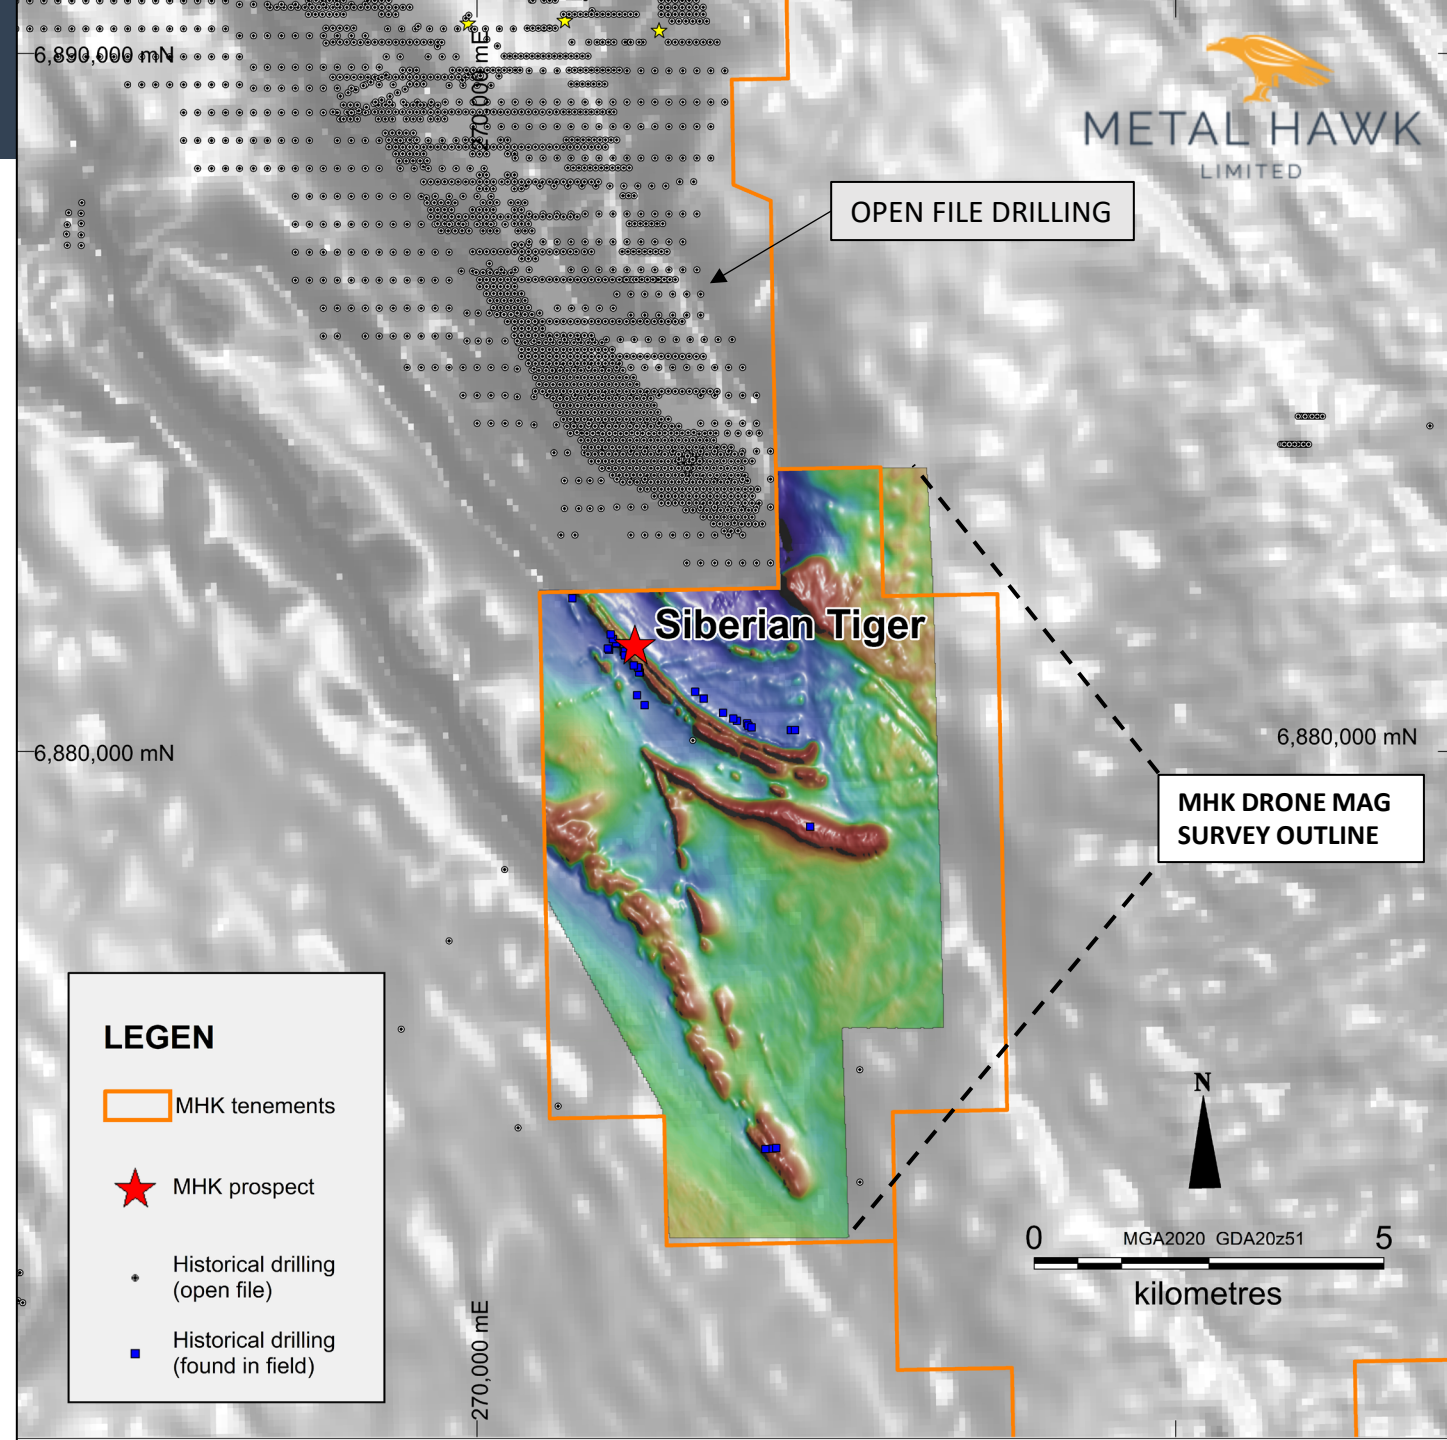 6,890,000 mN
270,000 mE
METAL HAWK
LIMITED
OPEN FILE DRILLING
Siberian Tiger
6,880,000 mN
6,880,000 mN
MHK DRONE MAG
SURVEY OUTLINE
LEGEN
MHK tenements
MHK prospect
Historical drilling
(open file)
Historical drilling
(found in field)
N
0 MGA2020 GDA20z51 5
kilometres
270,000 mE